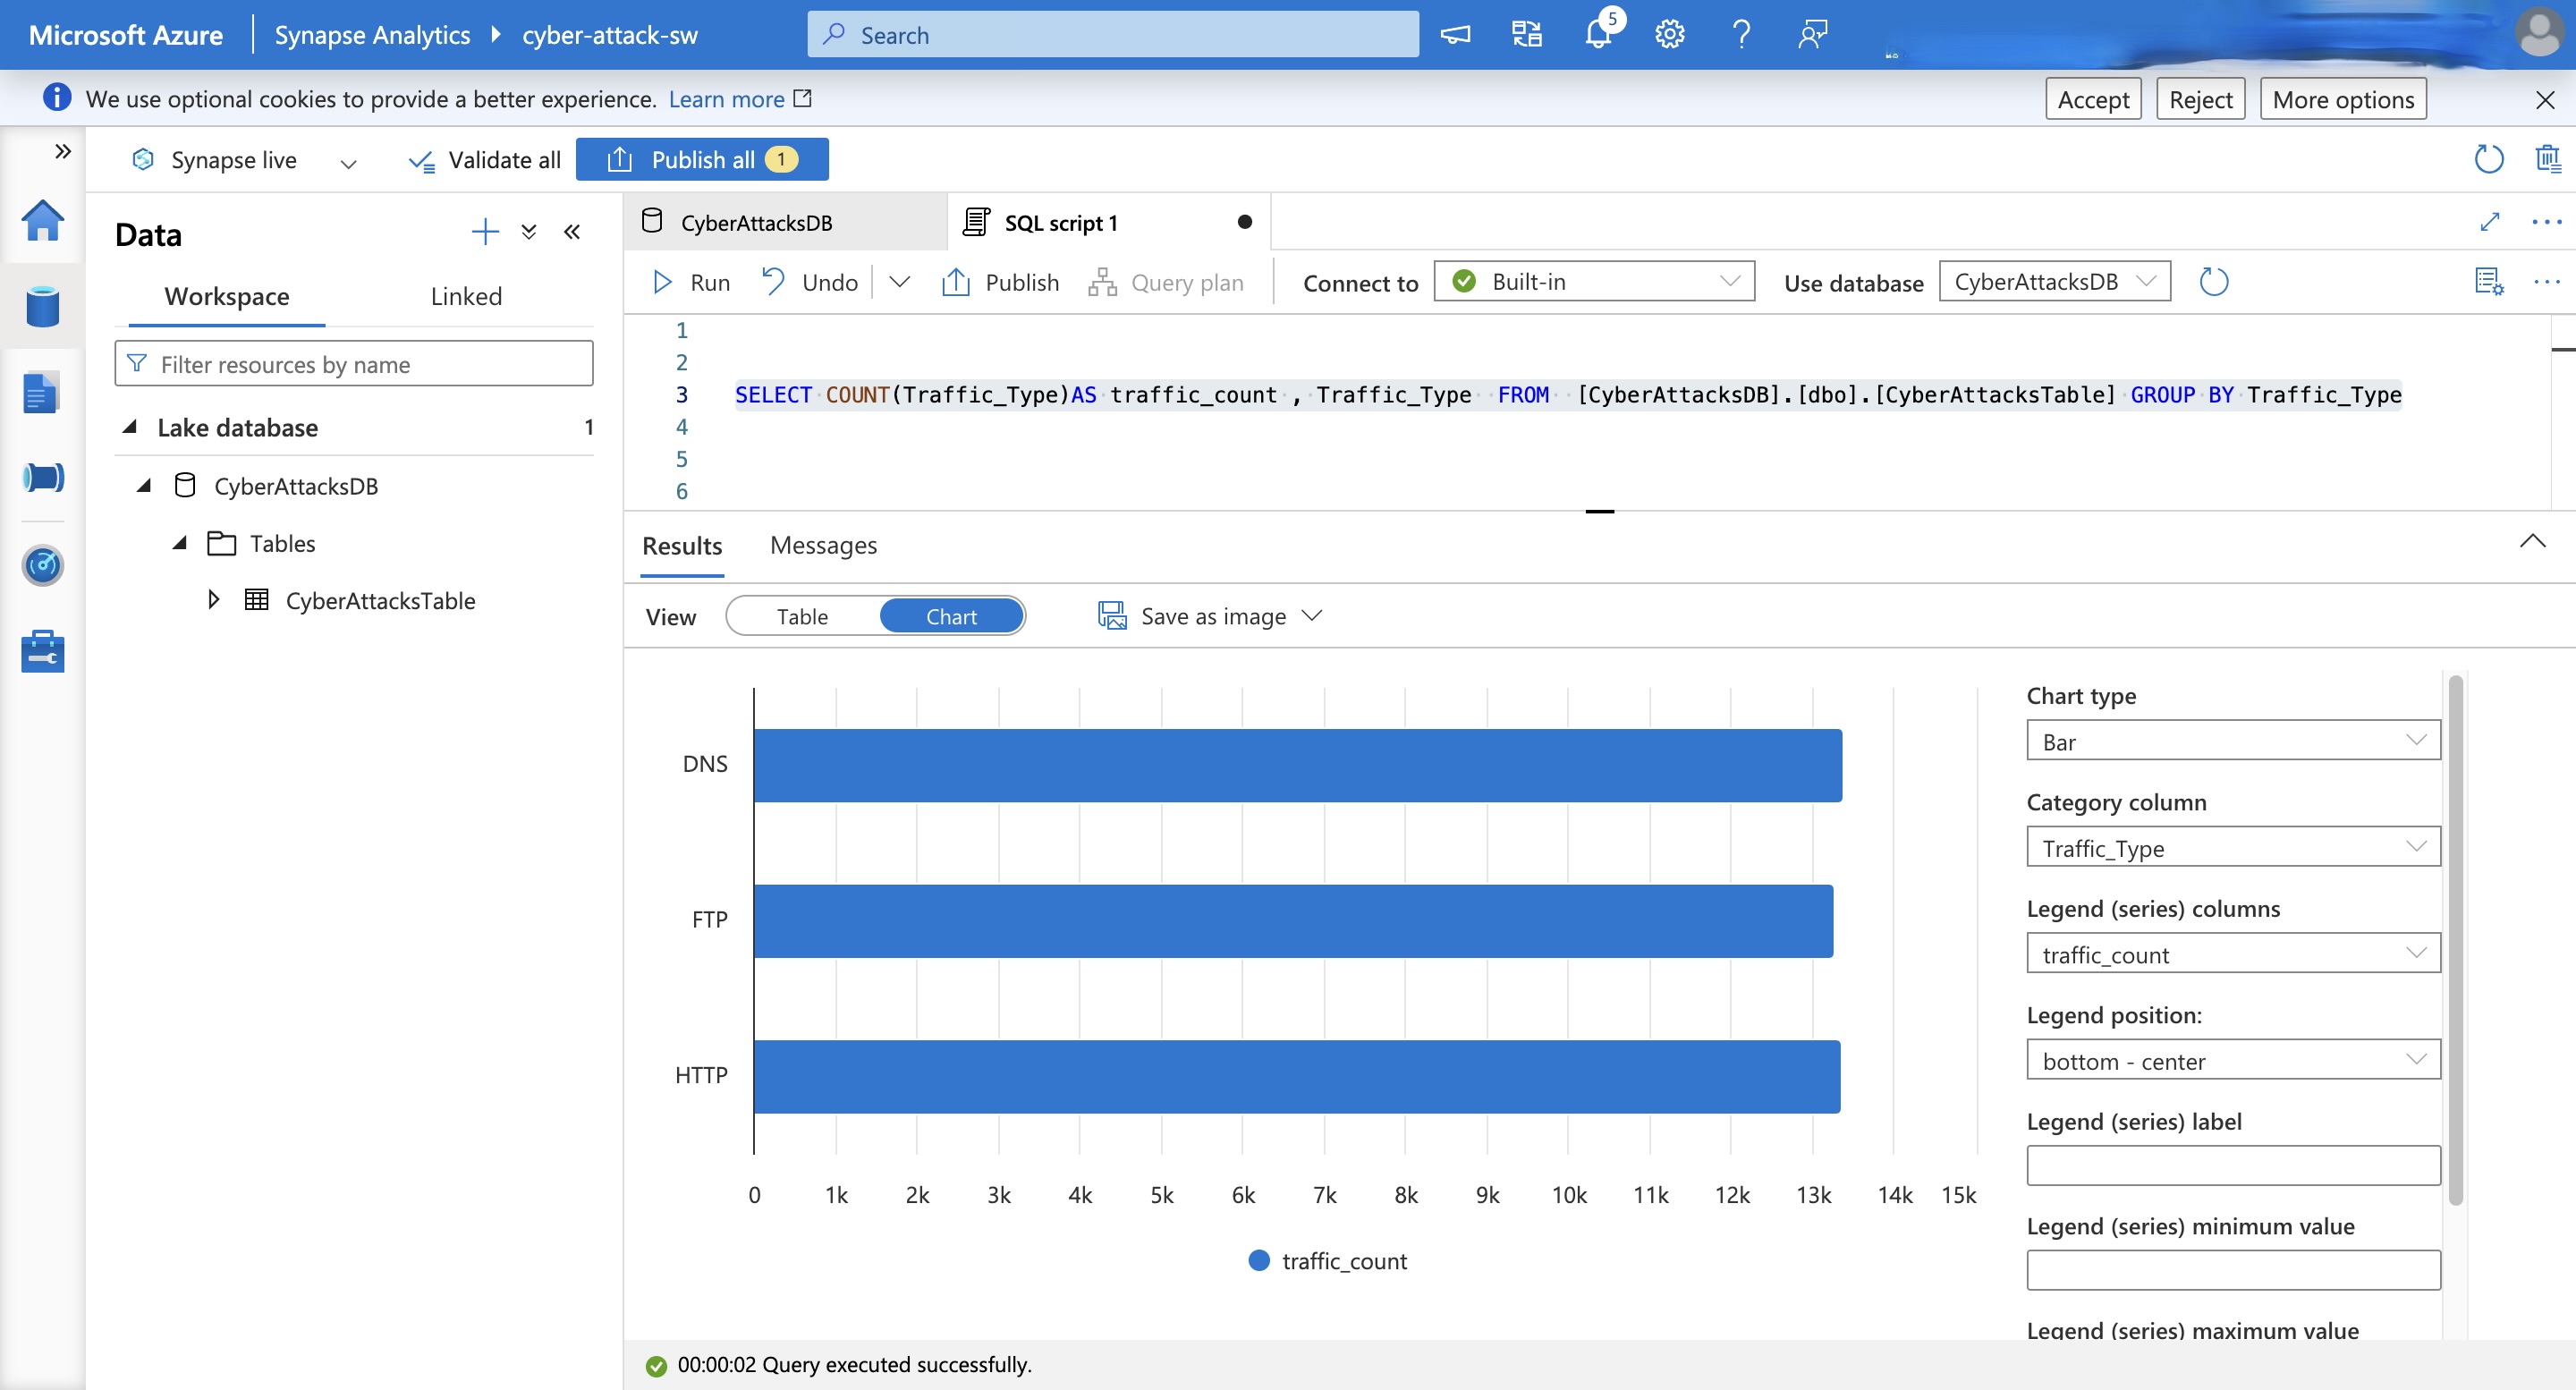 Microsoft Azure
Synapse Analytics
cyber-attack-sw
Search
5
We use optional cookies to provide a better experience. Learn more
Accept
Reject
More options
Synapse live
Validate all
Publish all 1
Data
Workspace
Linked
Filter resources by name
Lake database 1
CyberAttacksDB
Tables
CyberAttacksTable
CyberAttacksDB
SQL script 1
Run
Undo
Publish
Query plan
Connect to
Built-in
Use database
CyberAttacksDB
1
2
3 SELECT COUNT(Traffic_Type)AS traffic_count , Traffic_Type FROM [CyberAttacksDB].[dbo].[CyberAttacksTable] GROUP BY Traffic_Type
4
5
6
Results
Messages
View
Table
Chart
Save as image
DNS
FTP
HTTP
0 1k 2k 3k 4k 5k 6k 7k 8k 9k 10k 11k 12k 13k 14k 15k
traffic_count
Chart type
Bar
Category column
Traffic_Type
Legend (series) columns
traffic_count
Legend position:
bottom - center
Legend (series) label
Legend (series) minimum value
Legend (series) maximum value
00:00:02 Query executed successfully.